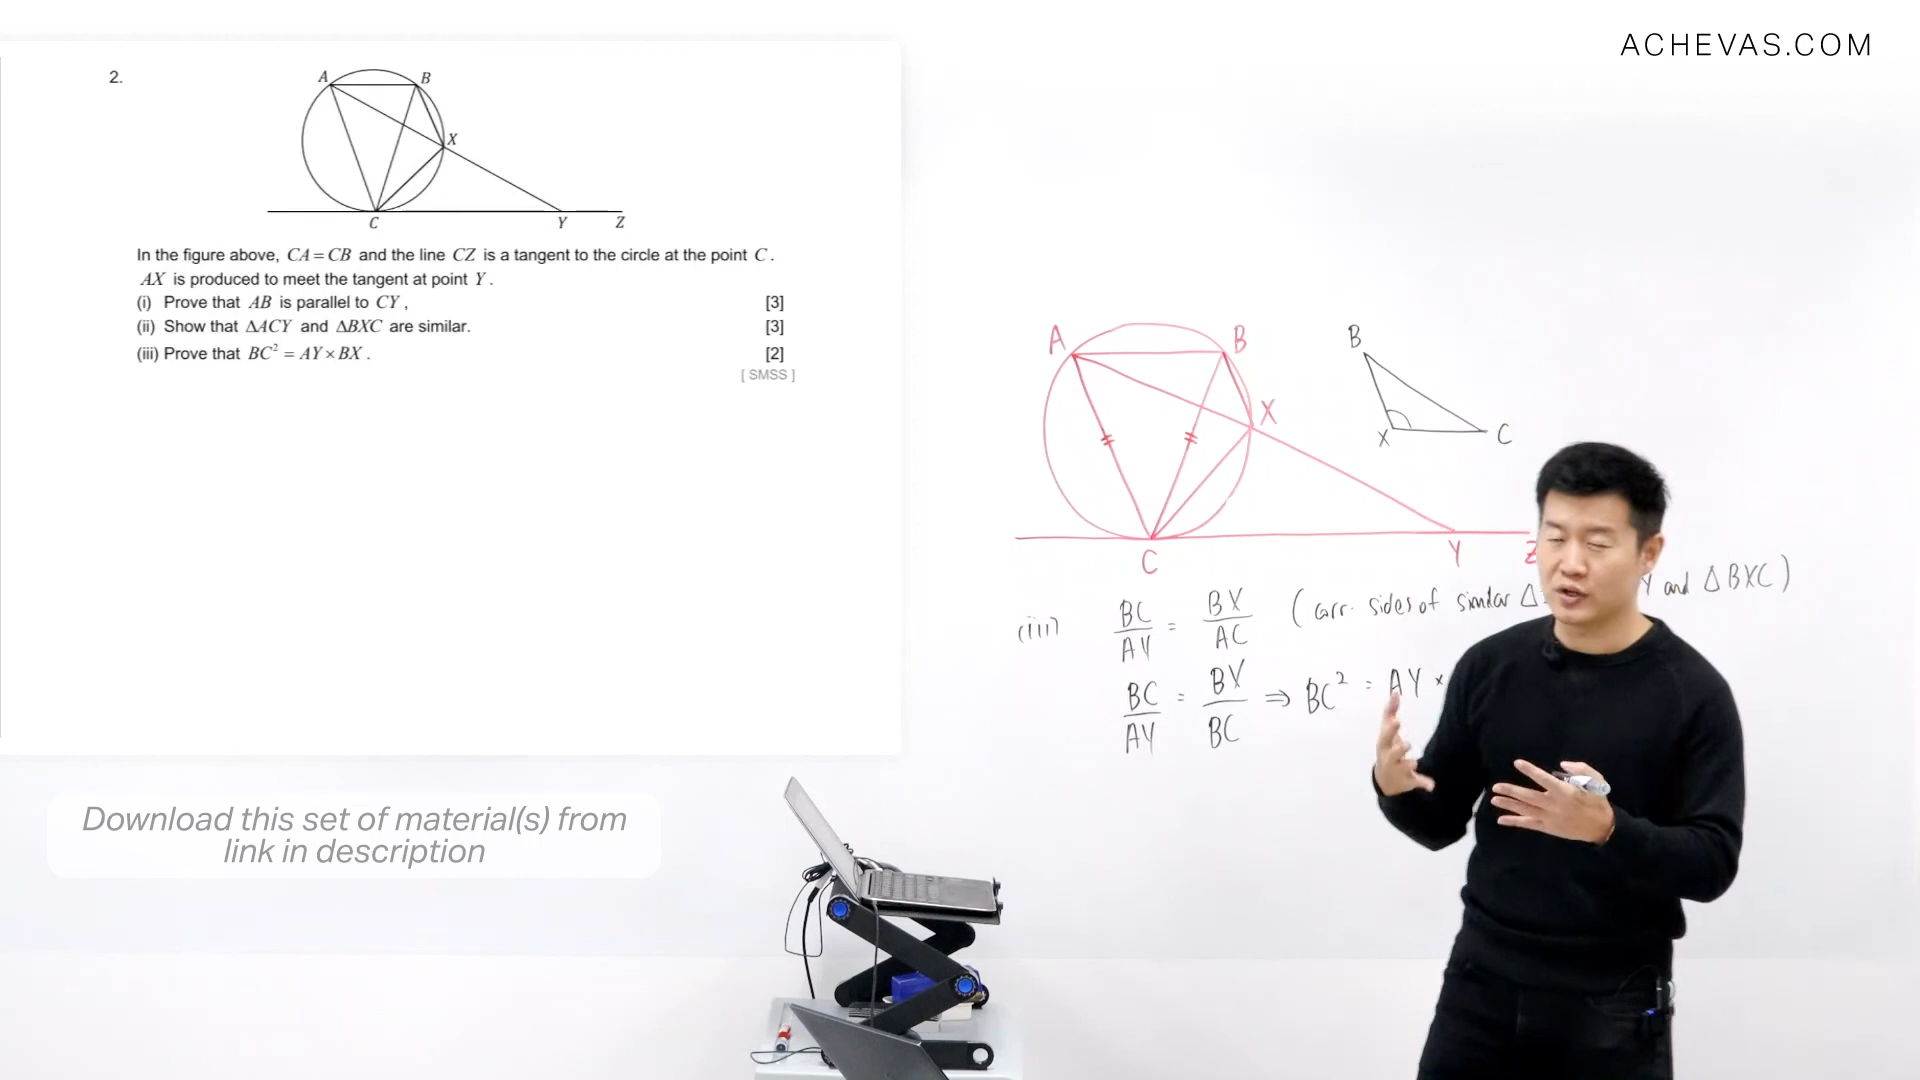 ACHEVAS.COM
2.
A
B
X
C
Y
Z
In the figure above, CA = CB and the line CZ is a tangent to the circle at the point C.
AX is produced to meet the tangent at point Y.
(i) Prove that AB is parallel to CY, [3]
(ii) Show that ΔACY and ΔBXC are similar. [3]
(iii) Prove that BC² = AY × BX. [2]
[ SMSS ]
A
B
X
C
Y
Z
B
X
C
(iii) BC/AY = BX/AC (corr. sides of similar Δ Y and ΔBXC)
BC/AY = BX/BC ⇒ BC² = AY ×
Download this set of material(s) from
link in description